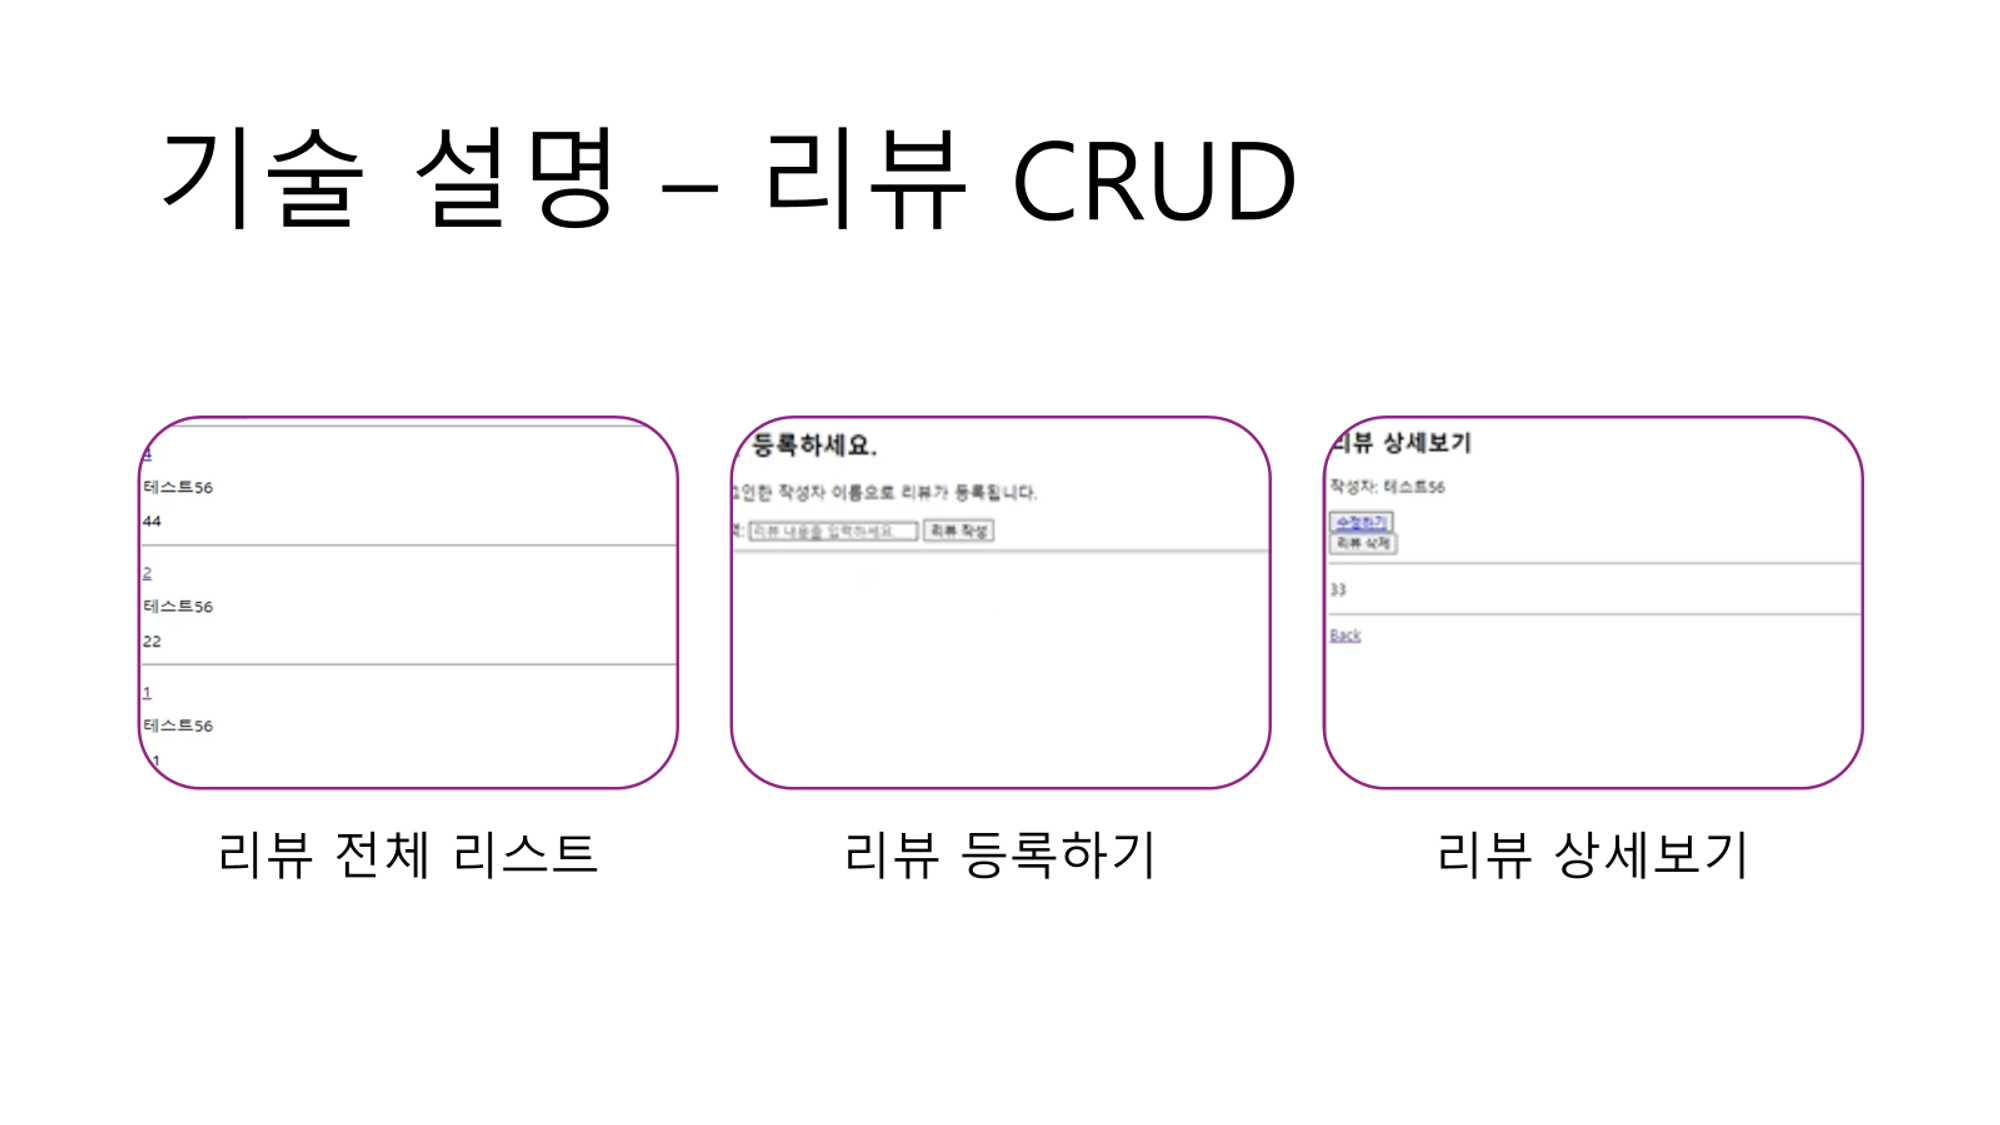 기술 설명 – 리뷰 CRUD
4
테스트56
44
2
테스트56
22
1
테스트56
1
등록하세요.
작성자 이름으로 리뷰가 등록됩니다.
리뷰 내용을 입력하세요. 리뷰 작성
리뷰 상세보기
작성자: 테스트56
수정하기
리뷰 삭제
33
Back
리뷰 전체 리스트
리뷰 등록하기
리뷰 상세보기